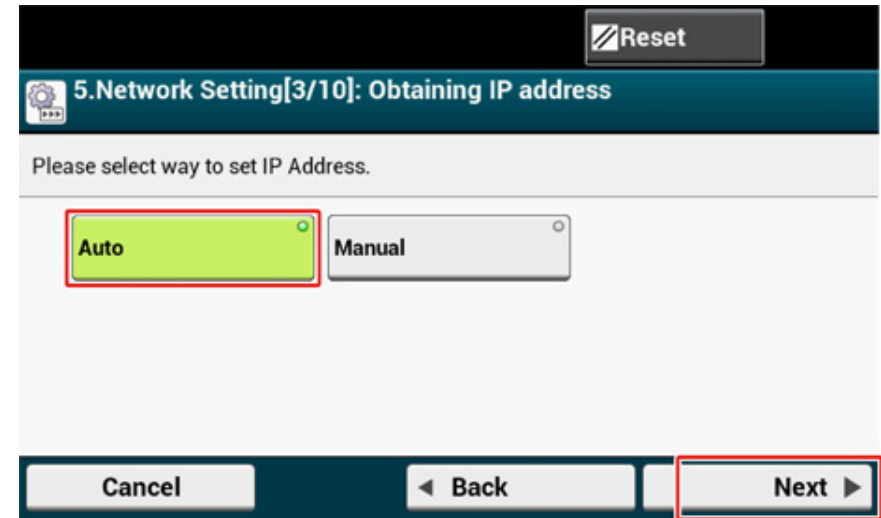 Reset
5.Network Setting[3/10]: Obtaining IP address
Please select way to set IP Address.
Auto
Manual
Cancel
Back
Next